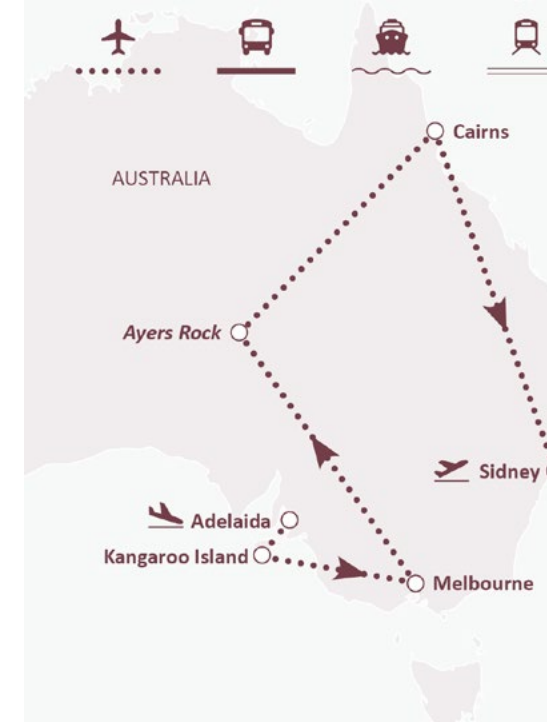 Cairns
AUSTRALIA
Ayers Rock
Sidney
Adelaida
Kangaroo Island
Melbourne